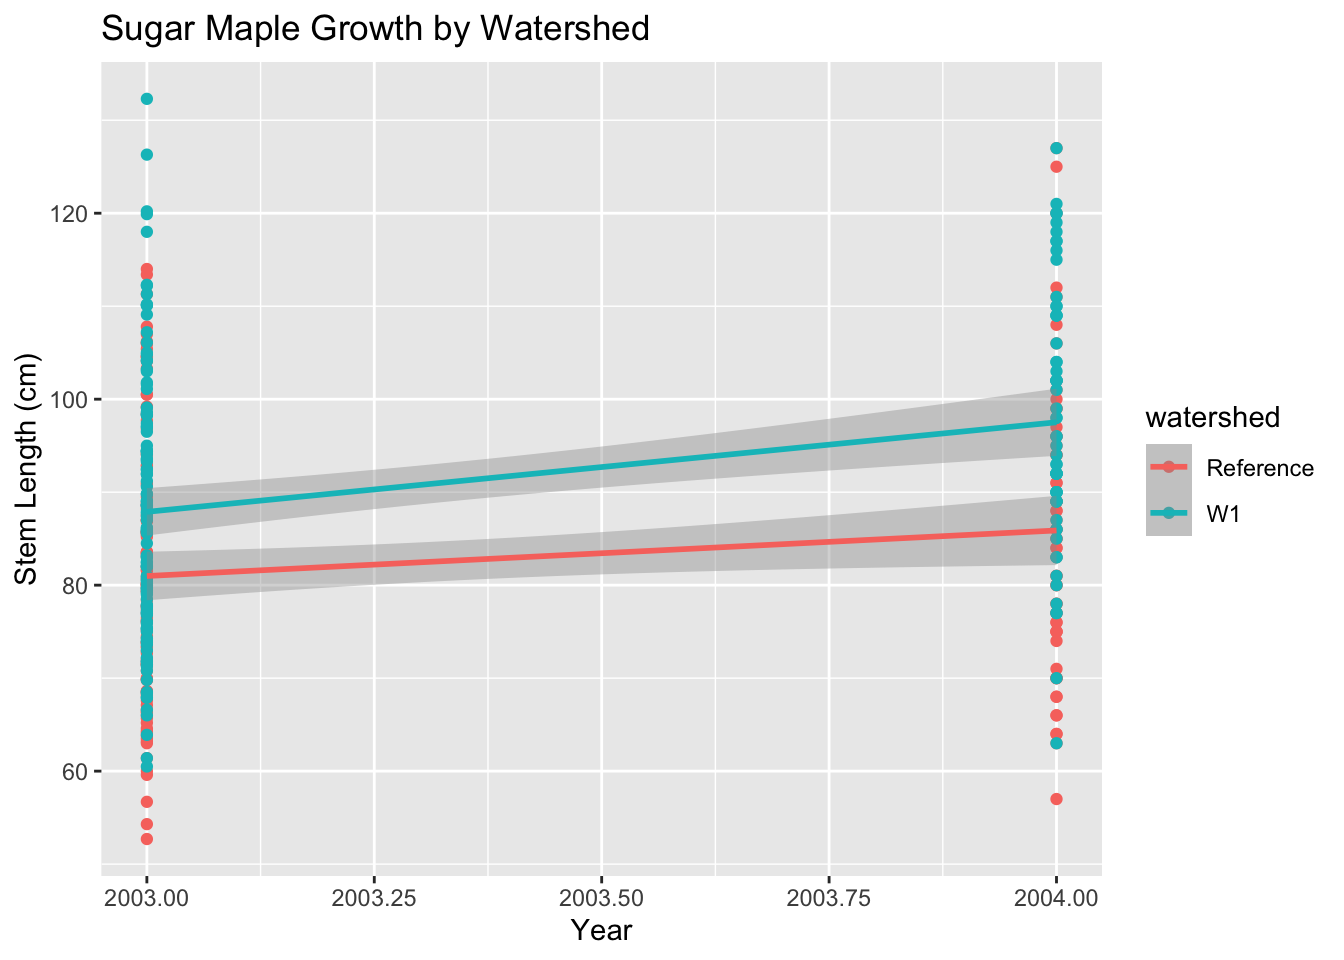 Sugar Maple Growth by Watershed
Stem Length (cm)
120
100
80
60
2003.00 2003.25 2003.50 2003.75 2004.00
Year
watershed
Reference
W1